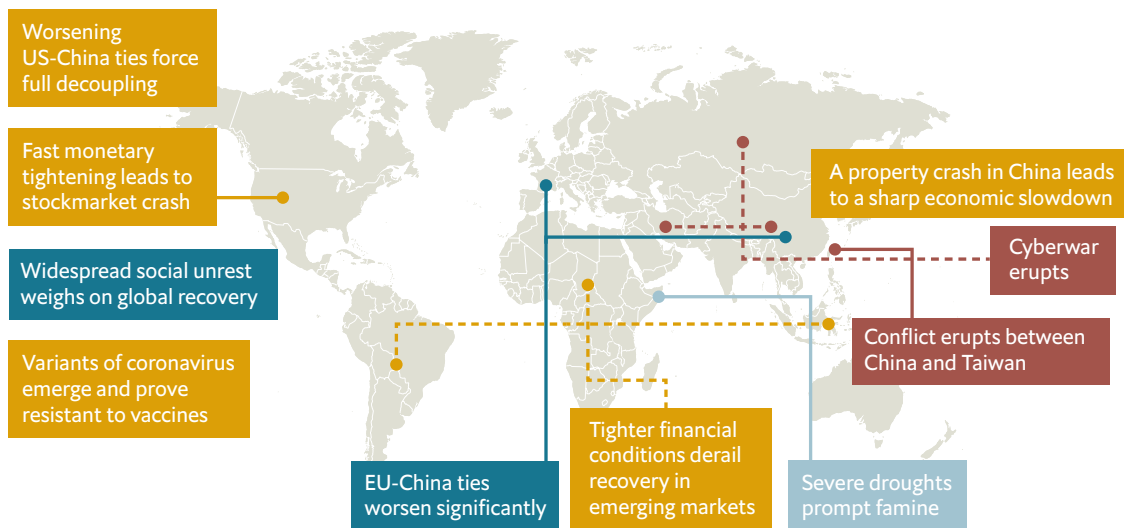 Worsening
US-China ties force
full decoupling
Fast monetary
tightening leads to
stockmarket crash
Widespread social unrest
weighs on global recovery
Variants of coronavirus
emerge and prove
resistant to vaccines
EU-China ties
worsen significantly
Tighter financial
conditions derail
recovery in
emerging markets
Severe droughts
prompt famine
A property crash in China leads
to a sharp economic slowdown
Cyberwar
erupts
Conflict erupts between
China and Taiwan